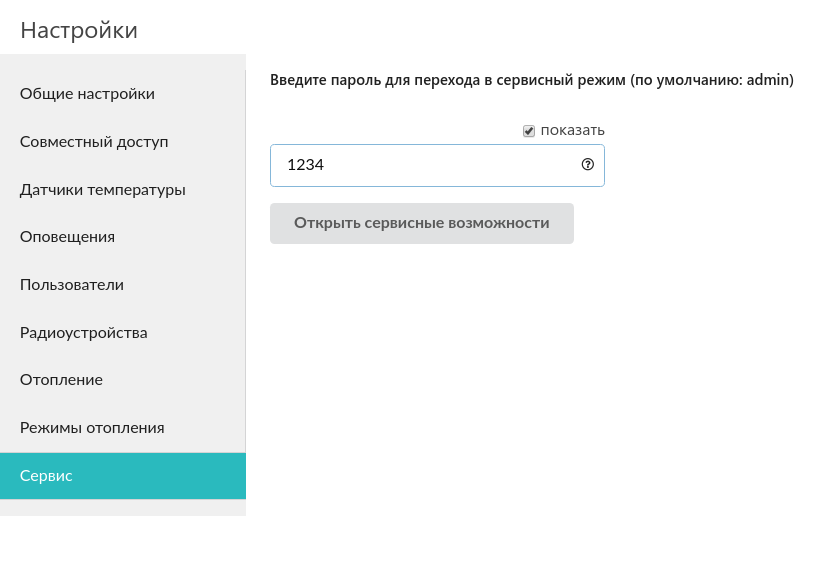 Настройки
Общие настройки
Совместный доступ
Датчики температуры
Оповещения
Пользователи
Радиоустройства
Отопление
Режимы отопления
Сервис
Введите пароль для перехода в сервисный режим (по умолчанию: admin)
показать
1234
Открыть сервисные возможности